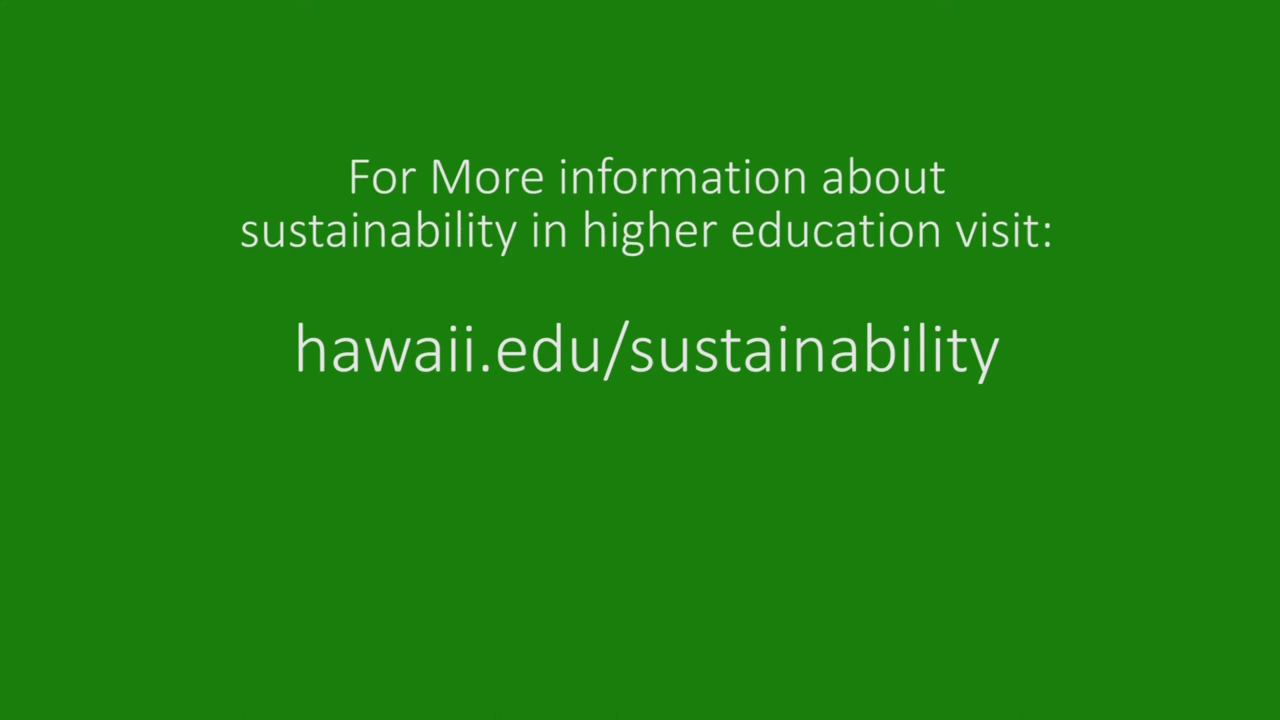 For More information about
sustainability in higher education visit:
hawaii.edu/sustainability